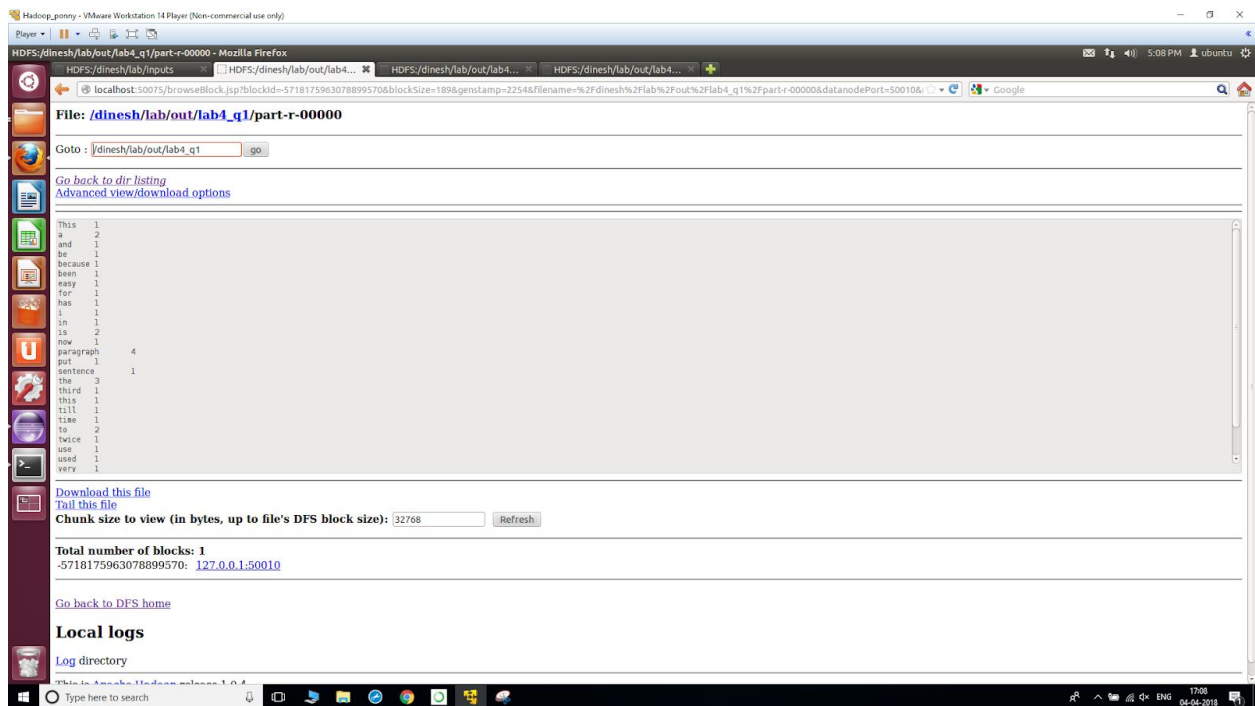 Hadoop_ponny - VMware Workstation 14 Player (Non-commercial use only)
Player
HDFS:/dinesh/lab/out/lab4_q1/part-r-00000 - Mozilla Firefox
5:08 PM ubuntu
HDFS:/dinesh/lab/inputs HDFS:/dinesh/lab/out/lab4... HDFS:/dinesh/lab/out/lab4... HDFS:/dinesh/lab/out/lab4...
localhost:50075/browseBlock.jsp?blockId=-5718175963078899570&blockSize=189&genstamp=2254&filename=%2Fdinesh%2Flab%2Fout%2Flab4_q1%2Fpart-r-00000&datanodePort=50010& Google
File: /dinesh/lab/out/lab4_q1/part-r-00000
Goto : /dinesh/lab/out/lab4_q1 go
Go back to dir listing
Advanced view/download options
This 1
a 2
and 1
be 1
because 1
been 1
easy 1
for 1
has 1
i 1
in 1
is 2
now 1
paragraph 4
put 1
sentence 1
the 3
third 1
this 1
till 1
time 1
to 2
twice 1
use 1
used 1
very 1
Download this file
Tail this file
Chunk size to view (in bytes, up to file's DFS block size): 32768 Refresh
Total number of blocks: 1
-5718175963078899570: 127.0.0.1:50010
Go back to DFS home
Local logs
Log directory
This is Apache Hadoop release 1.0.4
Type here to search
ENG
17:08
04-04-2018